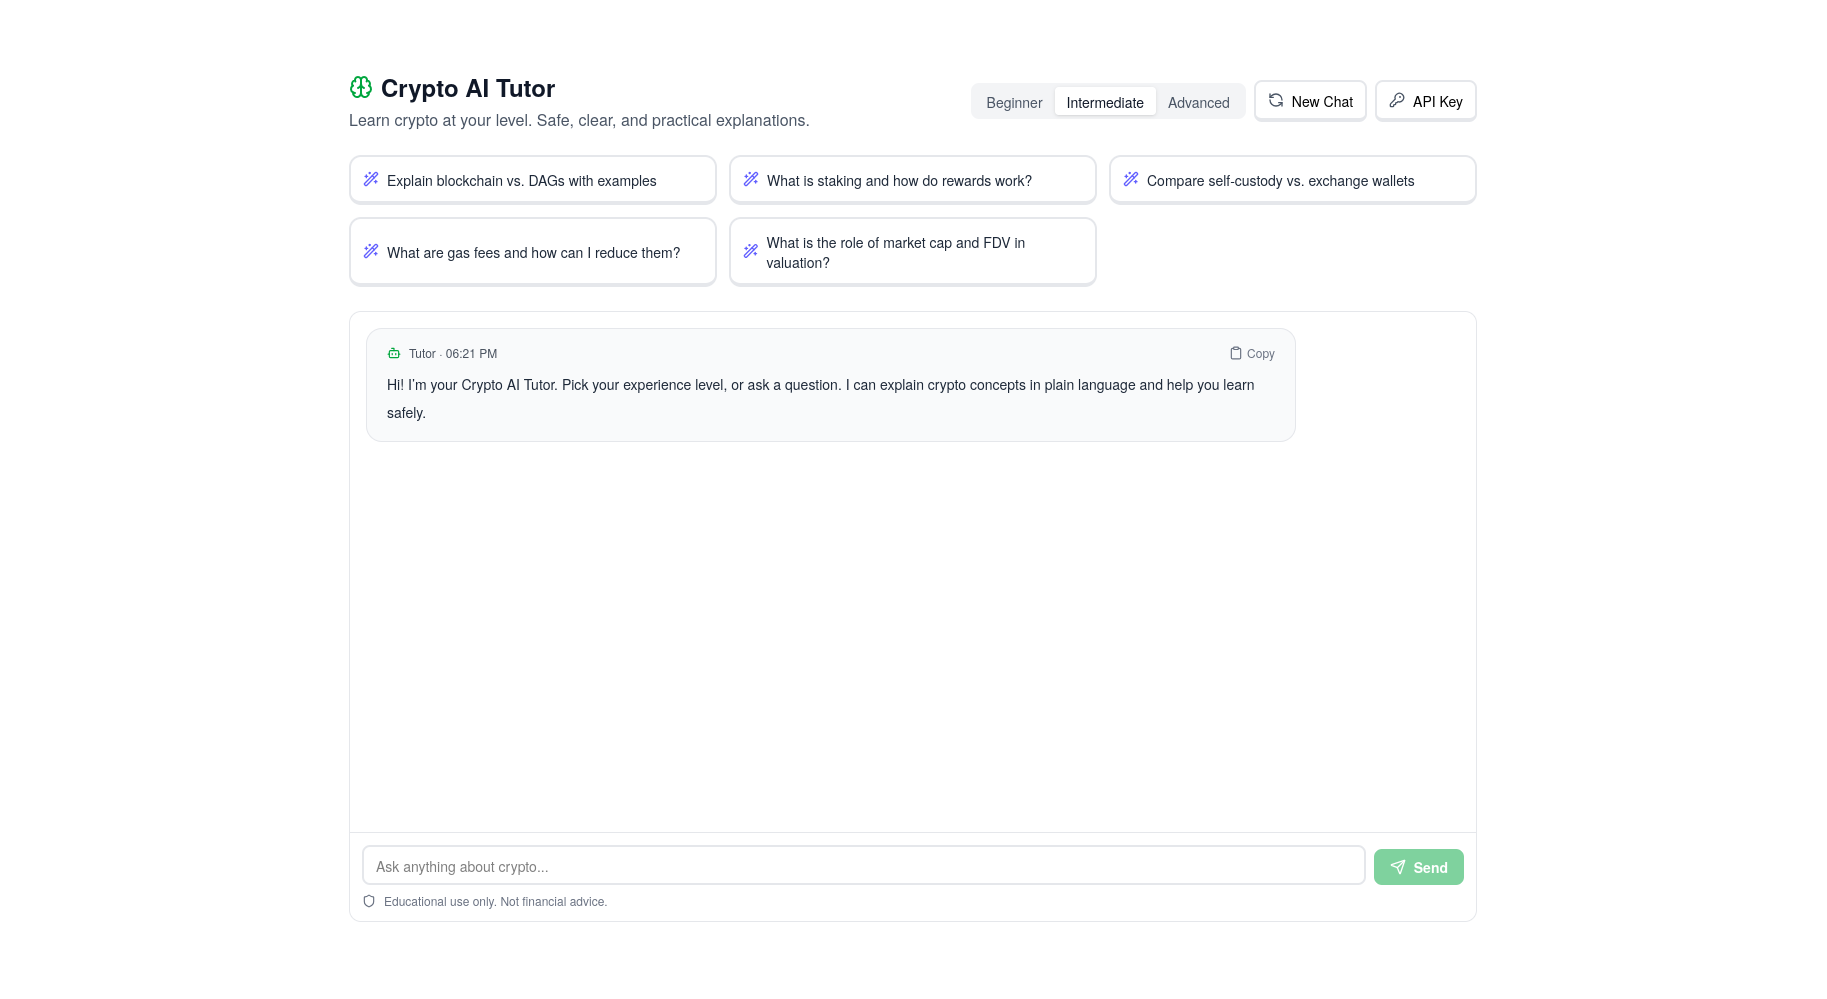 Crypto AI Tutor
Learn crypto at your level. Safe, clear, and practical explanations.
Beginner
Intermediate
Advanced
New Chat
API Key
Explain blockchain vs. DAGs with examples
What is staking and how do rewards work?
Compare self-custody vs. exchange wallets
What are gas fees and how can I reduce them?
What is the role of market cap and FDV in
valuation?
Tutor · 06:21 PM
Copy
Hi! I’m your Crypto AI Tutor. Pick your experience level, or ask a question. I can explain crypto concepts in plain language and help you learn
safely.
Ask anything about crypto...
Send
Educational use only. Not financial advice.